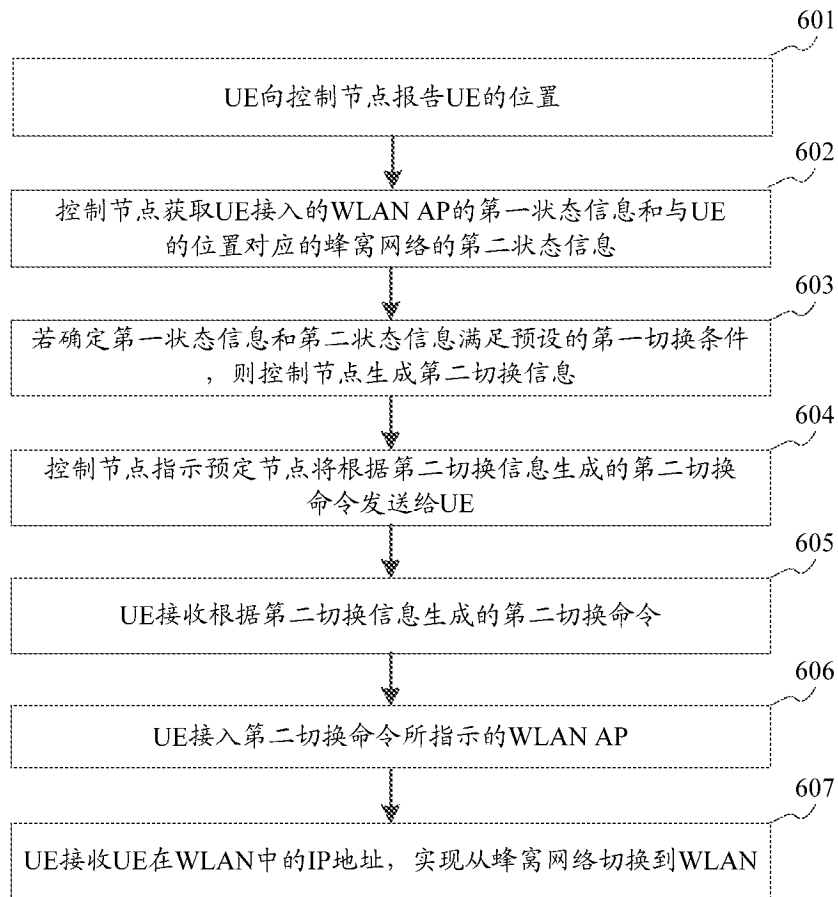 601
UE向控制节点报告UE的位置
602
控制节点获取UE接入的WLAN AP的第一状态信息和与UE
的位置对应的蜂窝网络的第二状态信息
603
若确定第一状态信息和第二状态信息满足预设的第一切换条件
，则控制节点生成第二切换信息
604
控制节点指示预定节点将根据第二切换信息生成的第二切换
命令发送给UE
605
UE接收根据第二切换信息生成的第二切换命令
606
UE接入第二切换命令所指示的WLAN AP
607
UE接收UE在WLAN中的IP地址，实现从蜂窝网络切换到WLAN